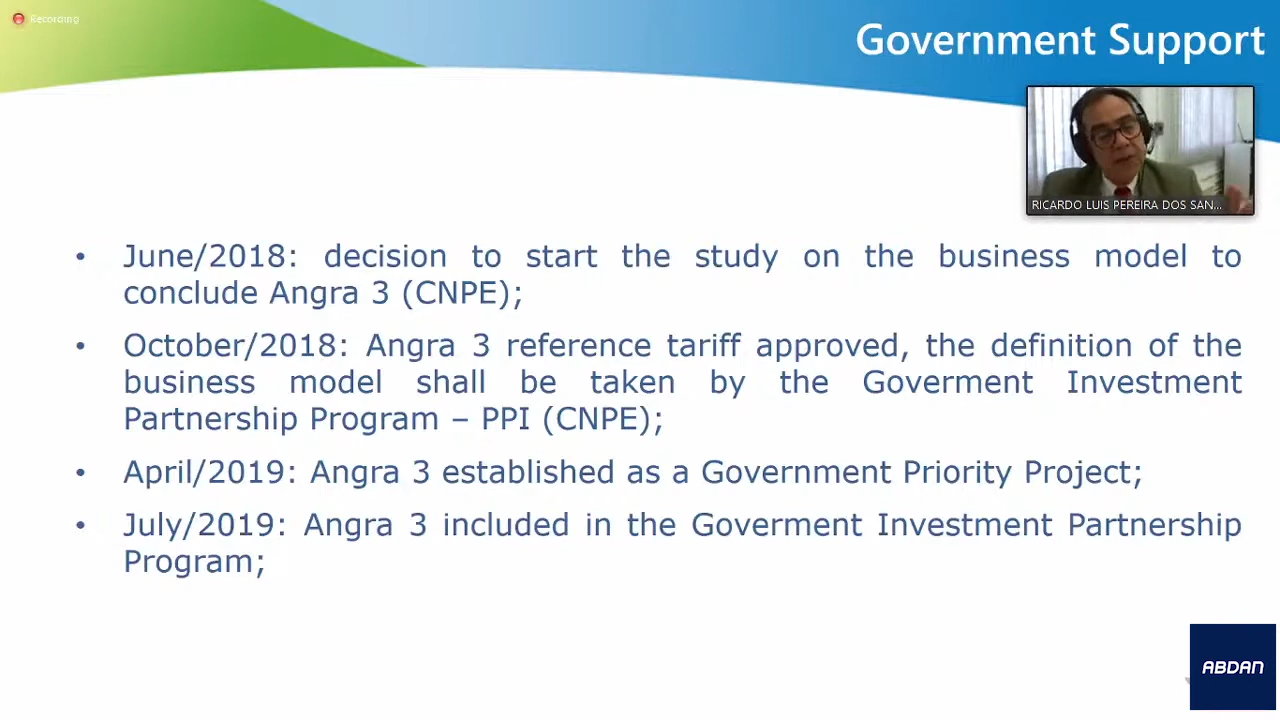 Recording
Government Support
RICARDO LUIS PEREIRA DOS SAN...
• June/2018: decision to start the study on the business model to
conclude Angra 3 (CNPE);
• October/2018: Angra 3 reference tariff approved, the definition of the
business model shall be taken by the Goverment Investment
Partnership Program – PPI (CNPE);
• April/2019: Angra 3 established as a Government Priority Project;
• July/2019: Angra 3 included in the Goverment Investment Partnership
Program;
ABDAN